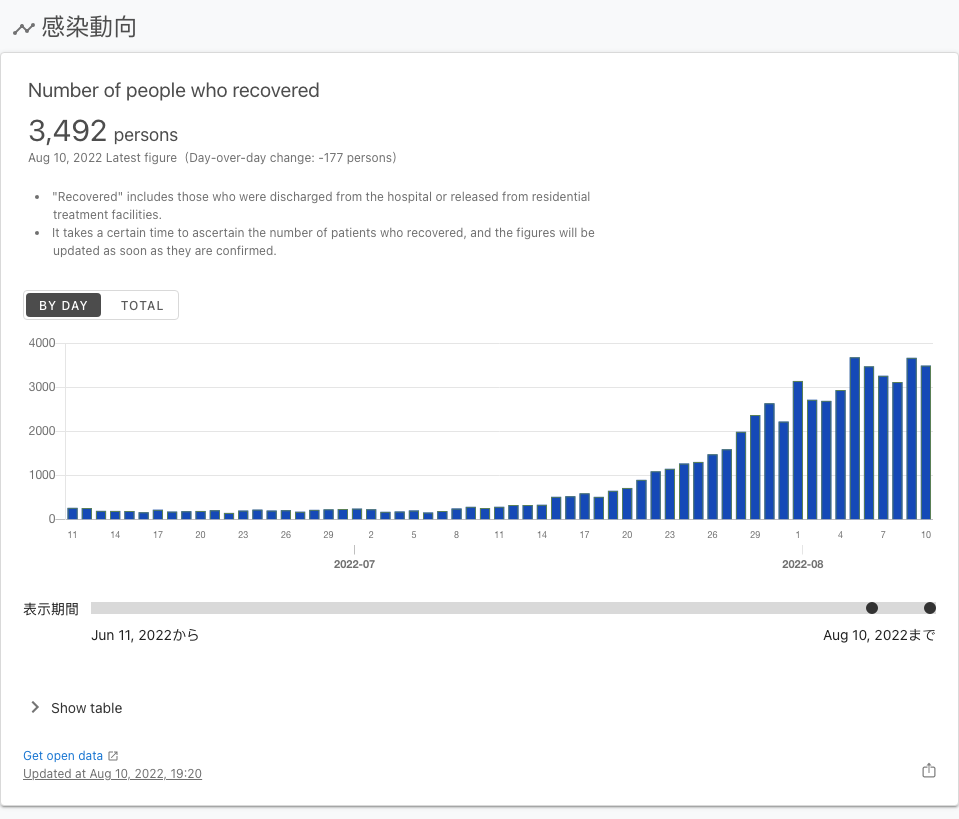 感染動向
Number of people who recovered
3,492 persons
Aug 10, 2022 Latest figure (Day-over-day change: -177 persons)
• "Recovered" includes those who were discharged from the hospital or released from residential
treatment facilities.
• It takes a certain time to ascertain the number of patients who recovered, and the figures will be
updated as soon as they are confirmed.
BY DAY TOTAL
4000
3000
2000
1000
0
11 14 17 20 23 26 29 2 5 8 11 14 17 20 23 26 29 1 4 7 10
2022-07 2022-08
表示期間
Jun 11, 2022から Aug 10, 2022まで
Show table
Get open data
Updated at Aug 10, 2022, 19:20